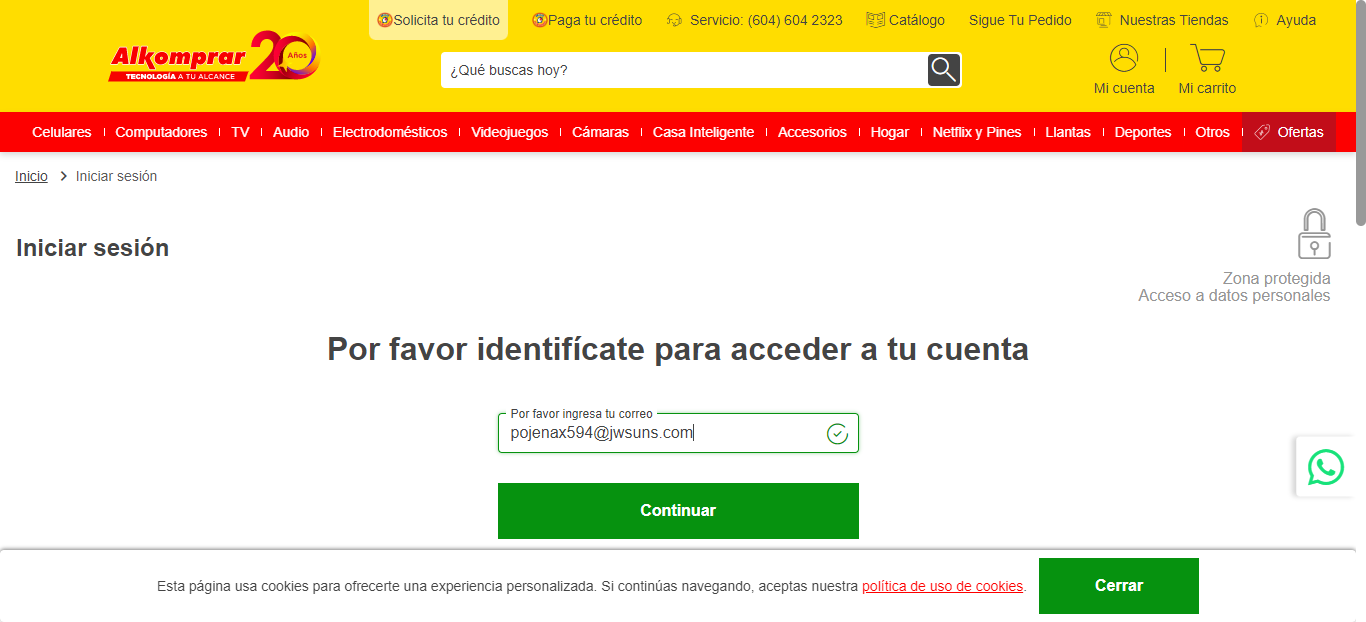 Solicita tu crédito
Paga tu crédito
Servicio: (604) 604 2323
Catálogo
Sigue Tu Pedido
Nuestras Tiendas
Ayuda
Alkomprar 20 Años
TECNOLOGÍA A TU ALCANCE
¿Qué buscas hoy?
Mi cuenta
Mi carrito
Celulares
Computadores
TV
Audio
Electrodomésticos
Videojuegos
Cámaras
Casa Inteligente
Accesorios
Hogar
Netflix y Pines
Llantas
Deportes
Otros
Ofertas
Inicio > Iniciar sesión
Iniciar sesión
Zona protegida
Acceso a datos personales
Por favor identifícate para acceder a tu cuenta
Por favor ingresa tu correo
pojenax594@jwsuns.com
Continuar
Esta página usa cookies para ofrecerte una experiencia personalizada. Si continúas navegando, aceptas nuestra política de uso de cookies.
Cerrar